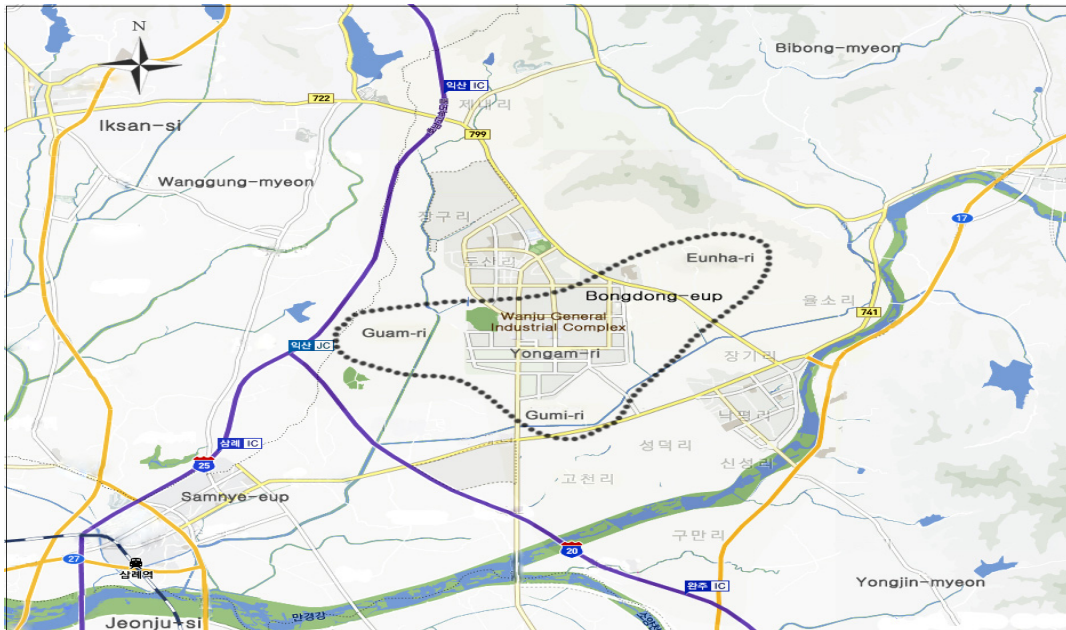 N
Bibong-myeon
익산 IC
722
제내리
Iksan-si
799
Wanggung-myeon
장구리
17
Eunha-ri
둔산리
Bongdong-eup
율소리
Wanju General
Industrial Complex
741
Guam-ri
익산 JC
Yongam-ri
장기리
Gumi-ri
낙평리
삼례 IC
성덕리
25
신성리
고천리
Samnye-eup
구만리
20
27
삼례역
완주 IC
Yongjin-myeon
만경강
Jeonju-si